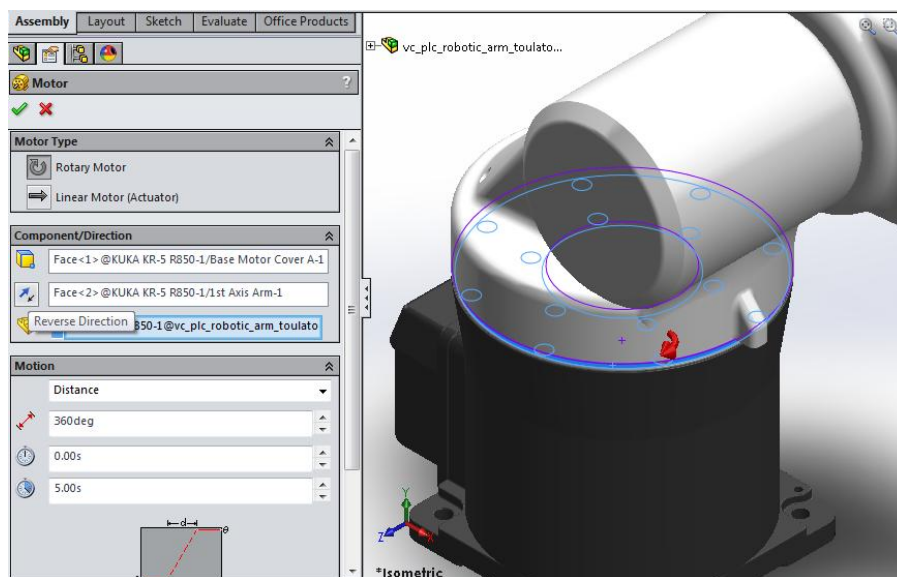 Assembly Layout Sketch Evaluate Office Products
vc_plc_robotic_arm_toulato...
Motor ?
Motor Type
Rotary Motor
Linear Motor (Actuator)
Component/Direction
Face<1>@KUKA KR-5 R850-1/Base Motor Cover A-1
Face<2>@KUKA KR-5 R850-1/1st Axis Arm-1
Reverse Direction
850-1@vc_plc_robotic_arm_toulato
Motion
Distance
360deg
0.00s
5.00s
d
Y
Z X
*Isometric